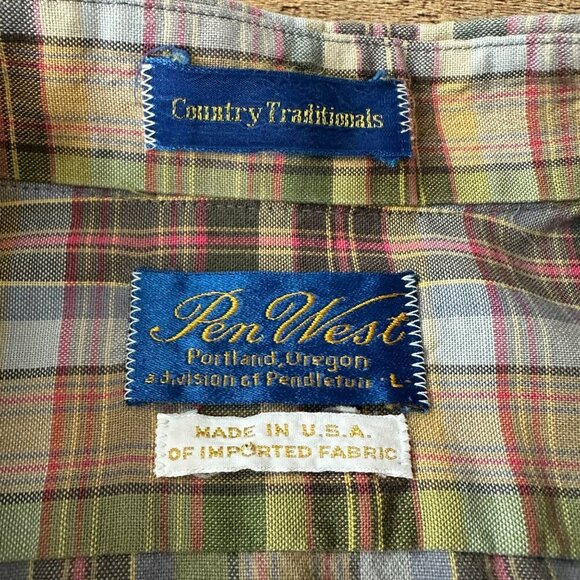 Country Traditionals
Pen West
Portland, Oregon
a division of Pendleton - L -
MADE IN U.S.A.
OF IMPORTED FABRIC